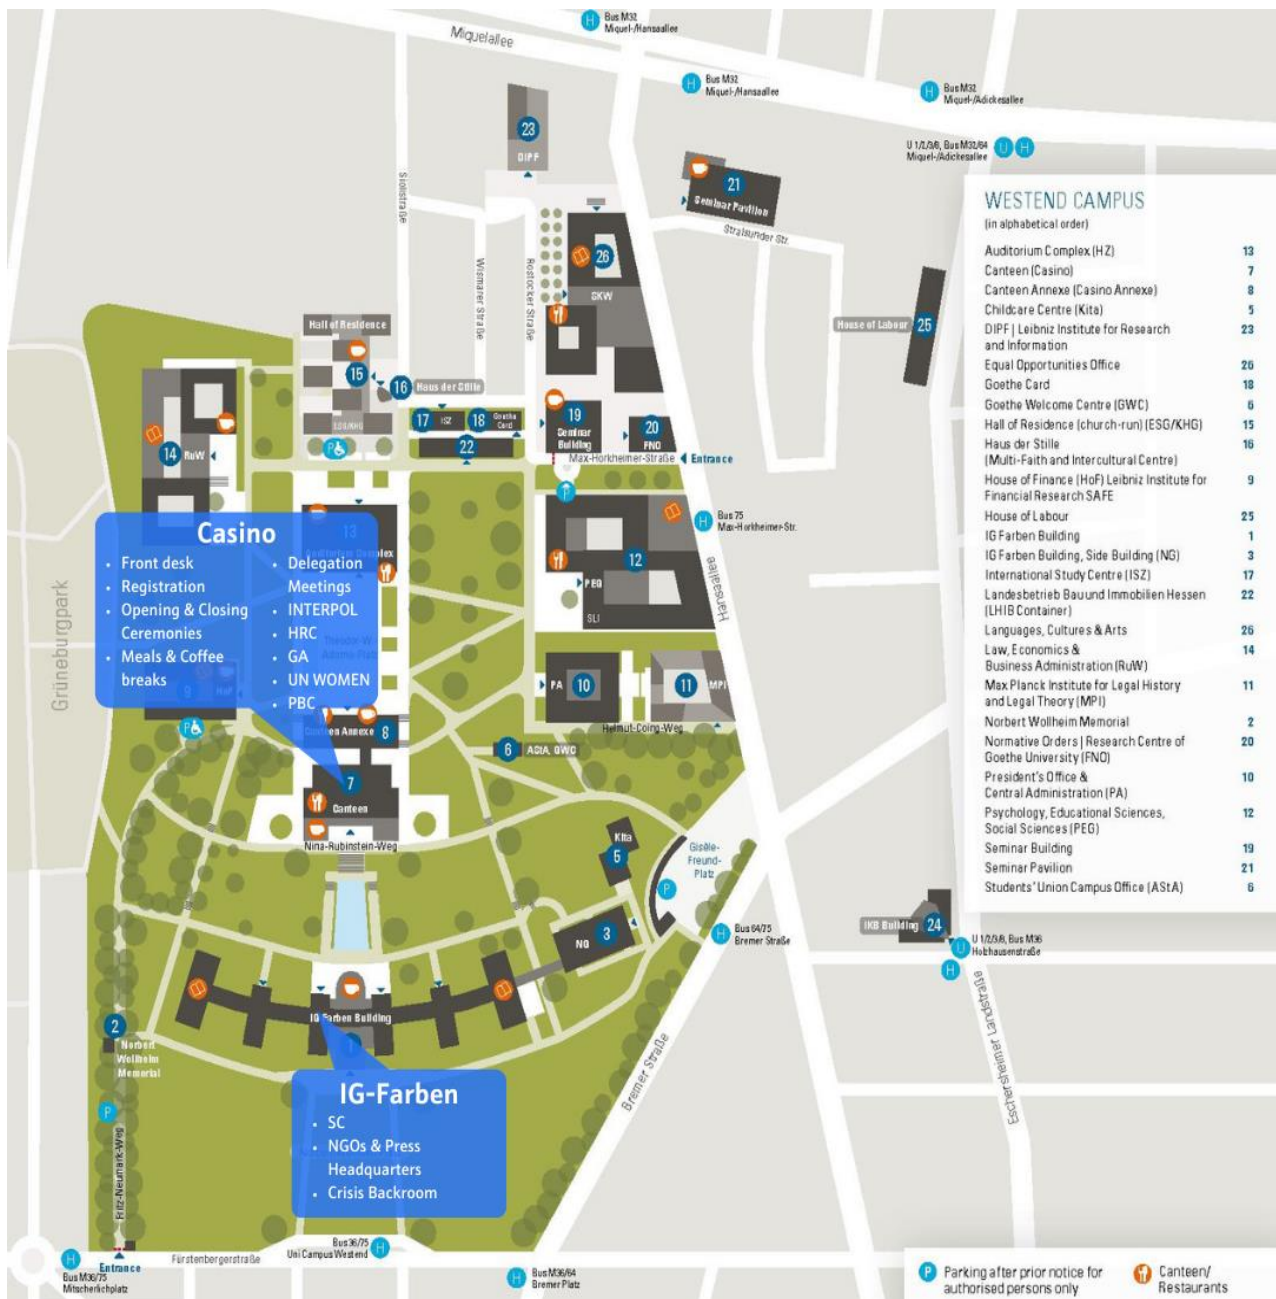 Bus M32
Miquel-/Hansaallee
Miquelallee
Bus M32
Miquel-/Hansaallee
Bus M32
Miquel-/Adickesallee
U 1/2/3/8, Bus M32/64
Miquel-/Adickesallee
23
DIPF
21
Seminar Pavilion
Stralsunder Str.
Siolistraße
Wismarer Straße
Rostocker Straße
26
SKW
Hall of Residence
15
16
Haus der Stille
ESG/KHG
House of Labour
25
14
RuW
17
ISZ
18
Goethe
Card
22
19
Seminar
Building
20
FNO
Max-Horkheimer-Straße
Entrance
Bus 75
Max-Horkheimer-Str.
Hansaallee
Grüneburgpark
13
Auditorium Complex
Theodor-W.-
Adorno-Platz
12
PEG
SLI
Casino
Front desk
Registration
Opening & Closing
Ceremonies
Meals & Coffee
breaks
Delegation
Meetings
INTERPOL
HRC
GA
UN WOMEN
PBC
9
HoF
PA
10
11
MPI
Helmut-Coing-Weg
Canteen Annexe
8
6
AStA, GWC
7
Canteen
Nina-Rubinstein-Weg
Kita
5
Gisèle-
Freund-
Platz
P
NG
3
Bus 64/75
Bremer Straße
IKB Building
24
U 1/2/3/8, Bus M36
Holzhausenstraße
IG Farben Building
1
2
Norbert
Wollheim
Memorial
IG-Farben
SC
NGOs & Press
Headquarters
Crisis Backroom
Bremer Straße
Eschersheimer Landstraße
Fritz-Neumark-Weg
Entrance
Fürstenbergerstraße
Bus 36/75
Uni Campus Westend
Bus M36/75
Mitscherlichplatz
Bus M36/64
Bremer Platz
WESTEND CAMPUS
(in alphabetical order)
Auditorium Complex (HZ) 13
Canteen (Casino) 7
Canteen Annexe (Casino Annexe) 8
Childcare Centre (Kita) 5
DIPF | Leibniz Institute for Research 23
and Information
Equal Opportunities Office 26
Goethe Card 18
Goethe Welcome Centre (GWC) 6
Hall of Residence (church-run) (ESG/KHG) 15
Haus der Stille 16
(Multi-Faith and Intercultural Centre)
House of Finance (HoF) Leibniz Institute for 9
Financial Research SAFE
House of Labour 25
IG Farben Building 1
IG Farben Building, Side Building (NG) 3
International Study Centre (ISZ) 17
Landesbetrieb Bau und Immobilien Hessen 22
(LHIB Container)
Languages, Cultures & Arts 26
Law, Economics & 14
Business Administration (RuW)
Max Planck Institute for Legal History 11
and Legal Theory (MPI)
Norbert Wollheim Memorial 2
Normative Orders | Research Centre of 20
Goethe University (FNO)
President's Office & 10
Central Administration (PA)
Psychology, Educational Sciences, 12
Social Sciences (PEG)
Seminar Building 19
Seminar Pavilion 21
Students' Union Campus Office (AStA) 6
P Parking after prior notice for
authorised persons only
Canteen/
Restaurants